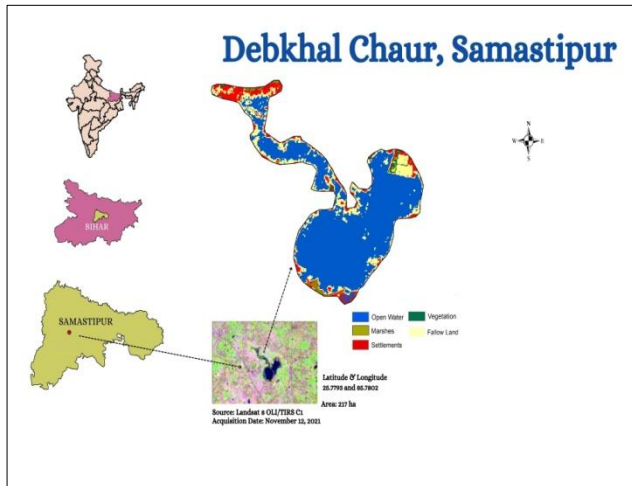 Debkhal Chaur, Samastipur
N
W E
S
BIHAR
SAMASTIPUR
Open Water
Vegetation
Marshes
Fallow Land
Settlements
Latitude & Longitude
25.7793 and 85.7802
Area: 217 ha
Source: Landsat 8 OLI/TIRS C1
Acquisition Date: November 12, 2021